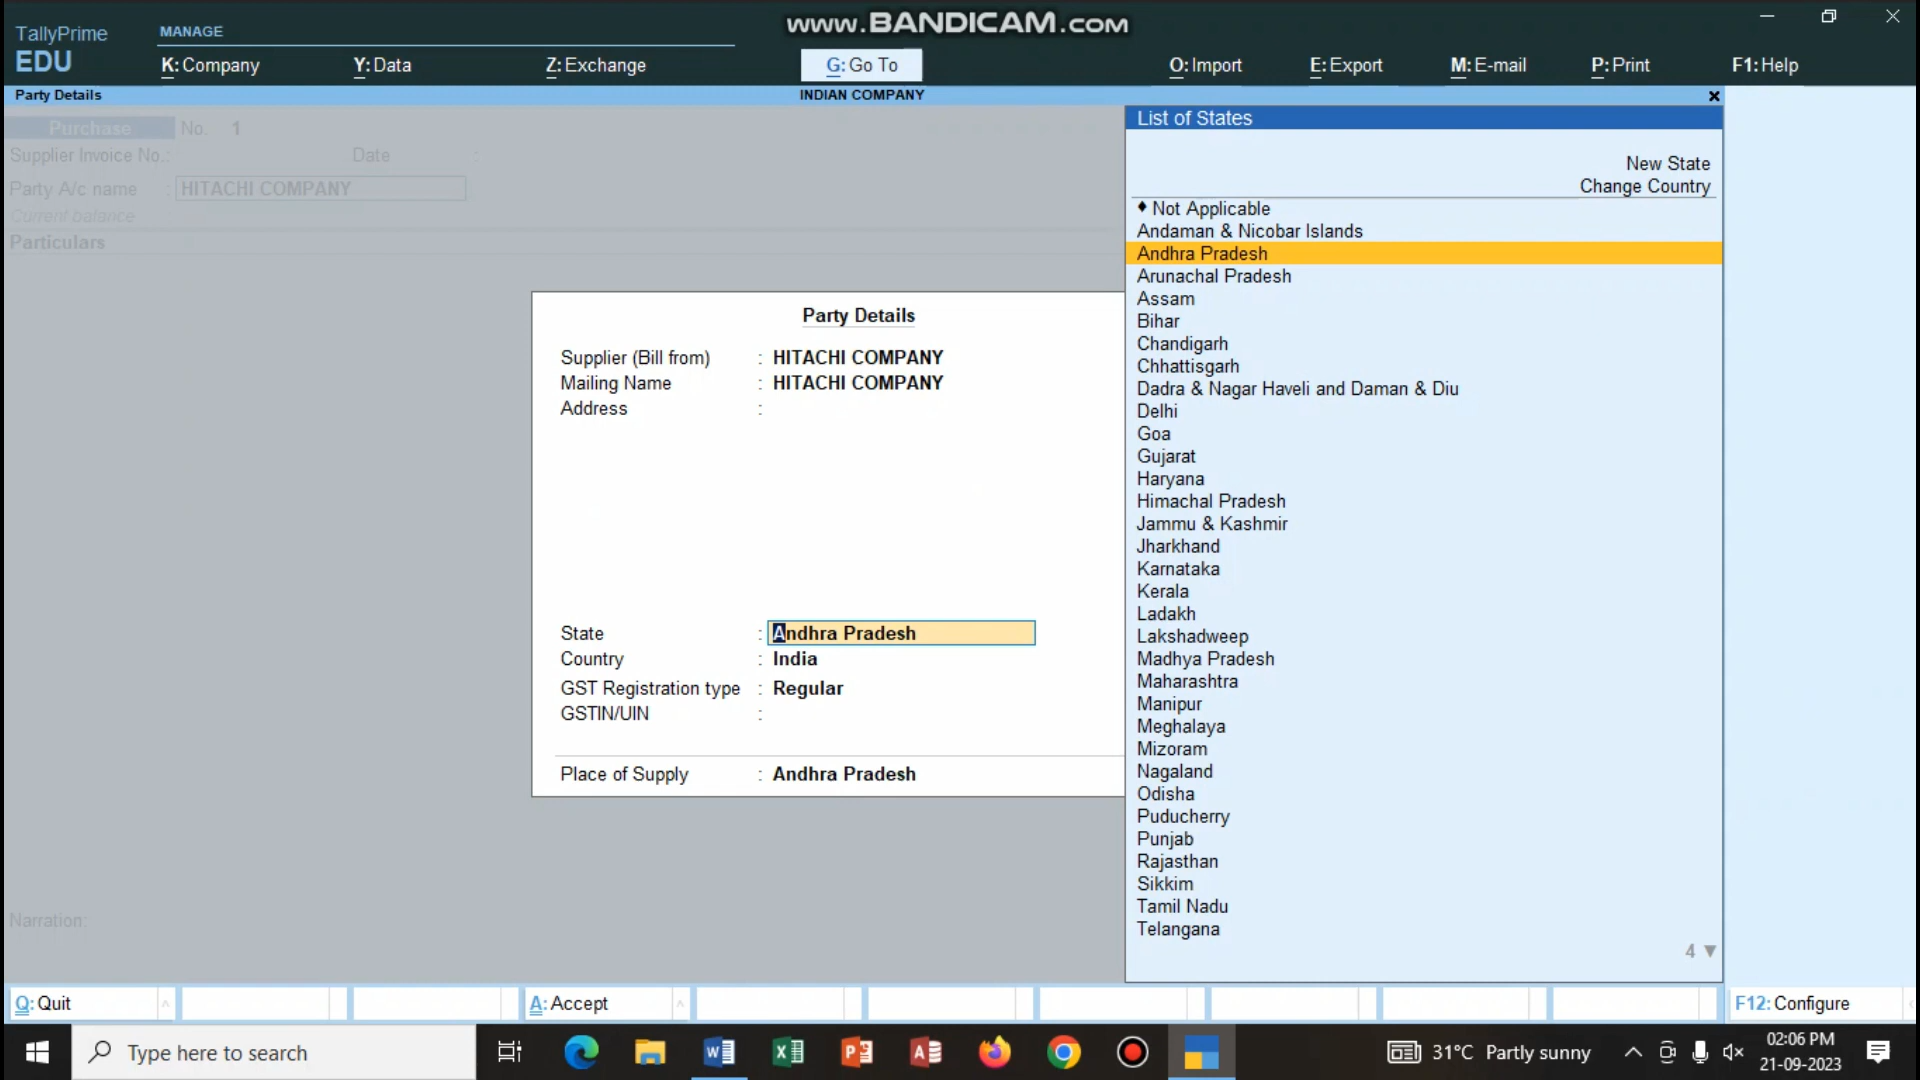 www.BANDICAM.com
TallyPrime
EDU
MANAGE
K: Company
Y: Data
Z: Exchange
G: Go To
O: Import
E: Export
M: E-mail
P: Print
F1: Help
Party Details
INDIAN COMPANY
Purchase No. 1
Supplier Invoice No.: Date :
Party A/c name : HITACHI COMPANY
Current balance
Particulars
Party Details
Supplier (Bill from) : HITACHI COMPANY
Mailing Name : HITACHI COMPANY
Address :
State : Andhra Pradesh
Country : India
GST Registration type : Regular
GSTIN/UIN :
Place of Supply : Andhra Pradesh
List of States
New State
Change Country
♦ Not Applicable
Andaman & Nicobar Islands
Andhra Pradesh
Arunachal Pradesh
Assam
Bihar
Chandigarh
Chhattisgarh
Dadra & Nagar Haveli and Daman & Diu
Delhi
Goa
Gujarat
Haryana
Himachal Pradesh
Jammu & Kashmir
Jharkhand
Karnataka
Kerala
Ladakh
Lakshadweep
Madhya Pradesh
Maharashtra
Manipur
Meghalaya
Mizoram
Nagaland
Odisha
Puducherry
Punjab
Rajasthan
Sikkim
Tamil Nadu
Telangana
4 ▼
Narration:
Q: Quit
A: Accept
F12: Configure
Type here to search
31°C Partly sunny
02:06 PM
21-09-2023